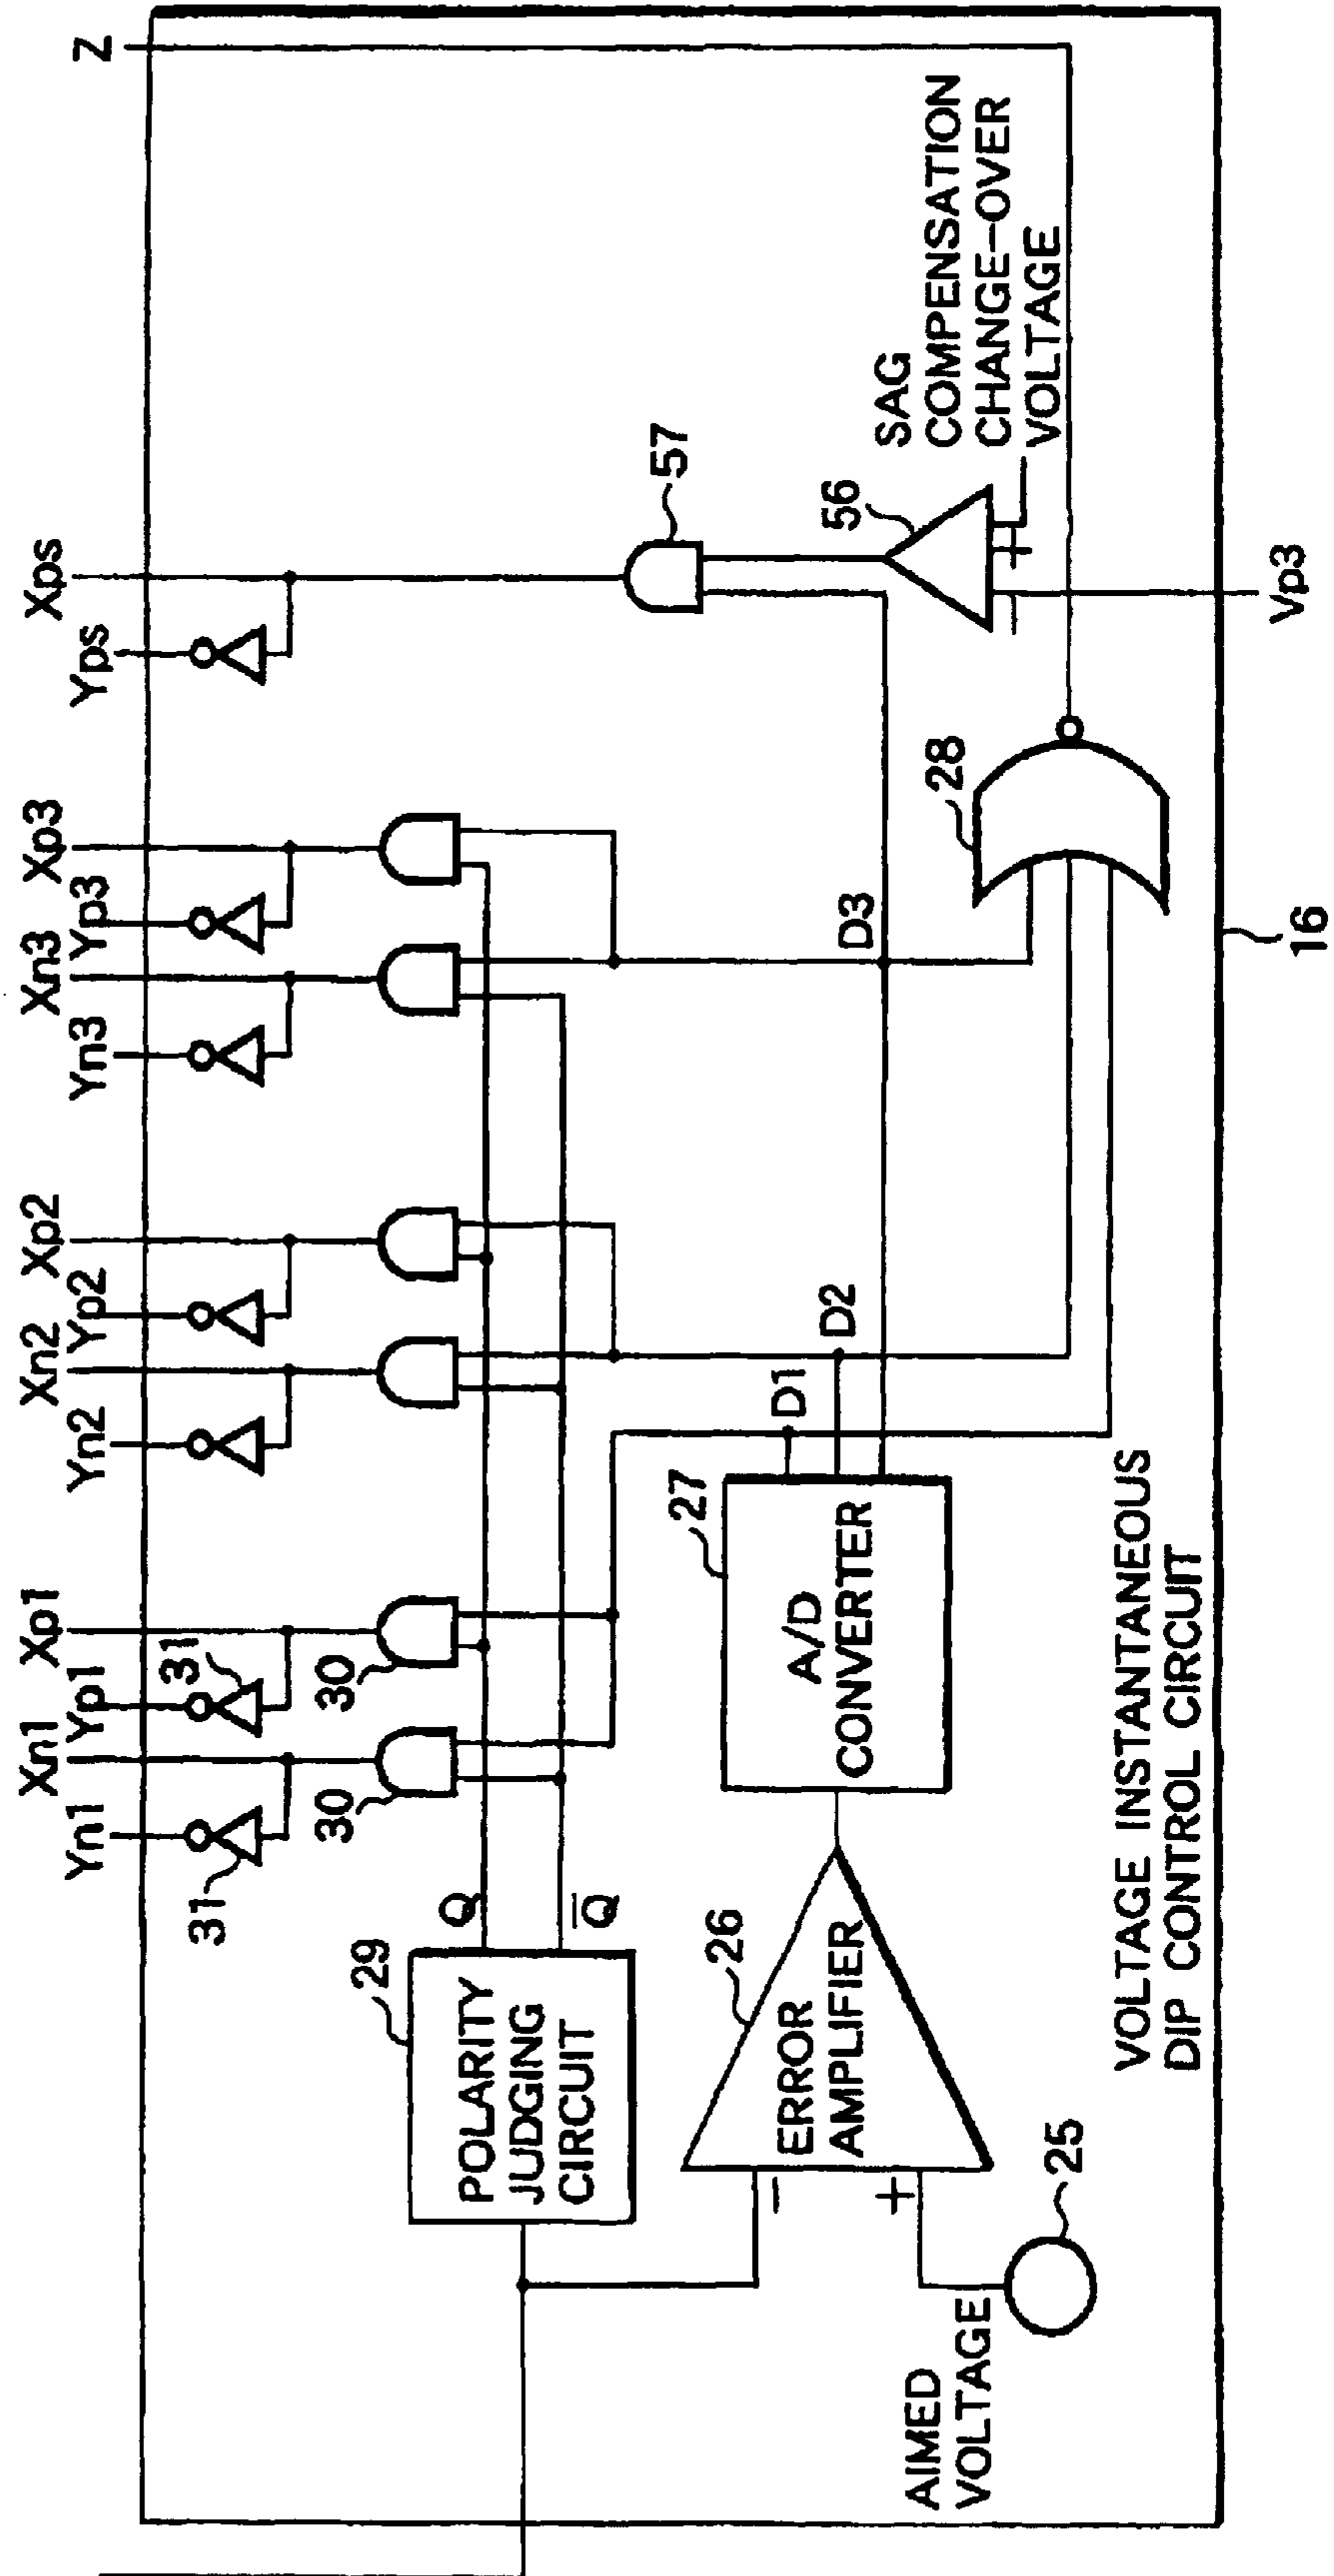 Yn1
Xn1
Yp1
Xp1
Yn2
Xn2
Yp2
Xp2
Yn3
Xn3
Yp3
Xp3
Yps
Xps
Z
31
31
30
30
29
POLARITY
JUDGING
CIRCUIT
Q
Q̅
57
26
ERROR
AMPLIFIER
−
+
27
A/D
CONVERTER
D1
D2
D3
28
56
−
+
SAG
COMPENSATION
CHANGE-OVER
VOLTAGE
AIMED
VOLTAGE
25
VOLTAGE INSTANTANEOUS
DIP CONTROL CIRCUIT
16
Vp3